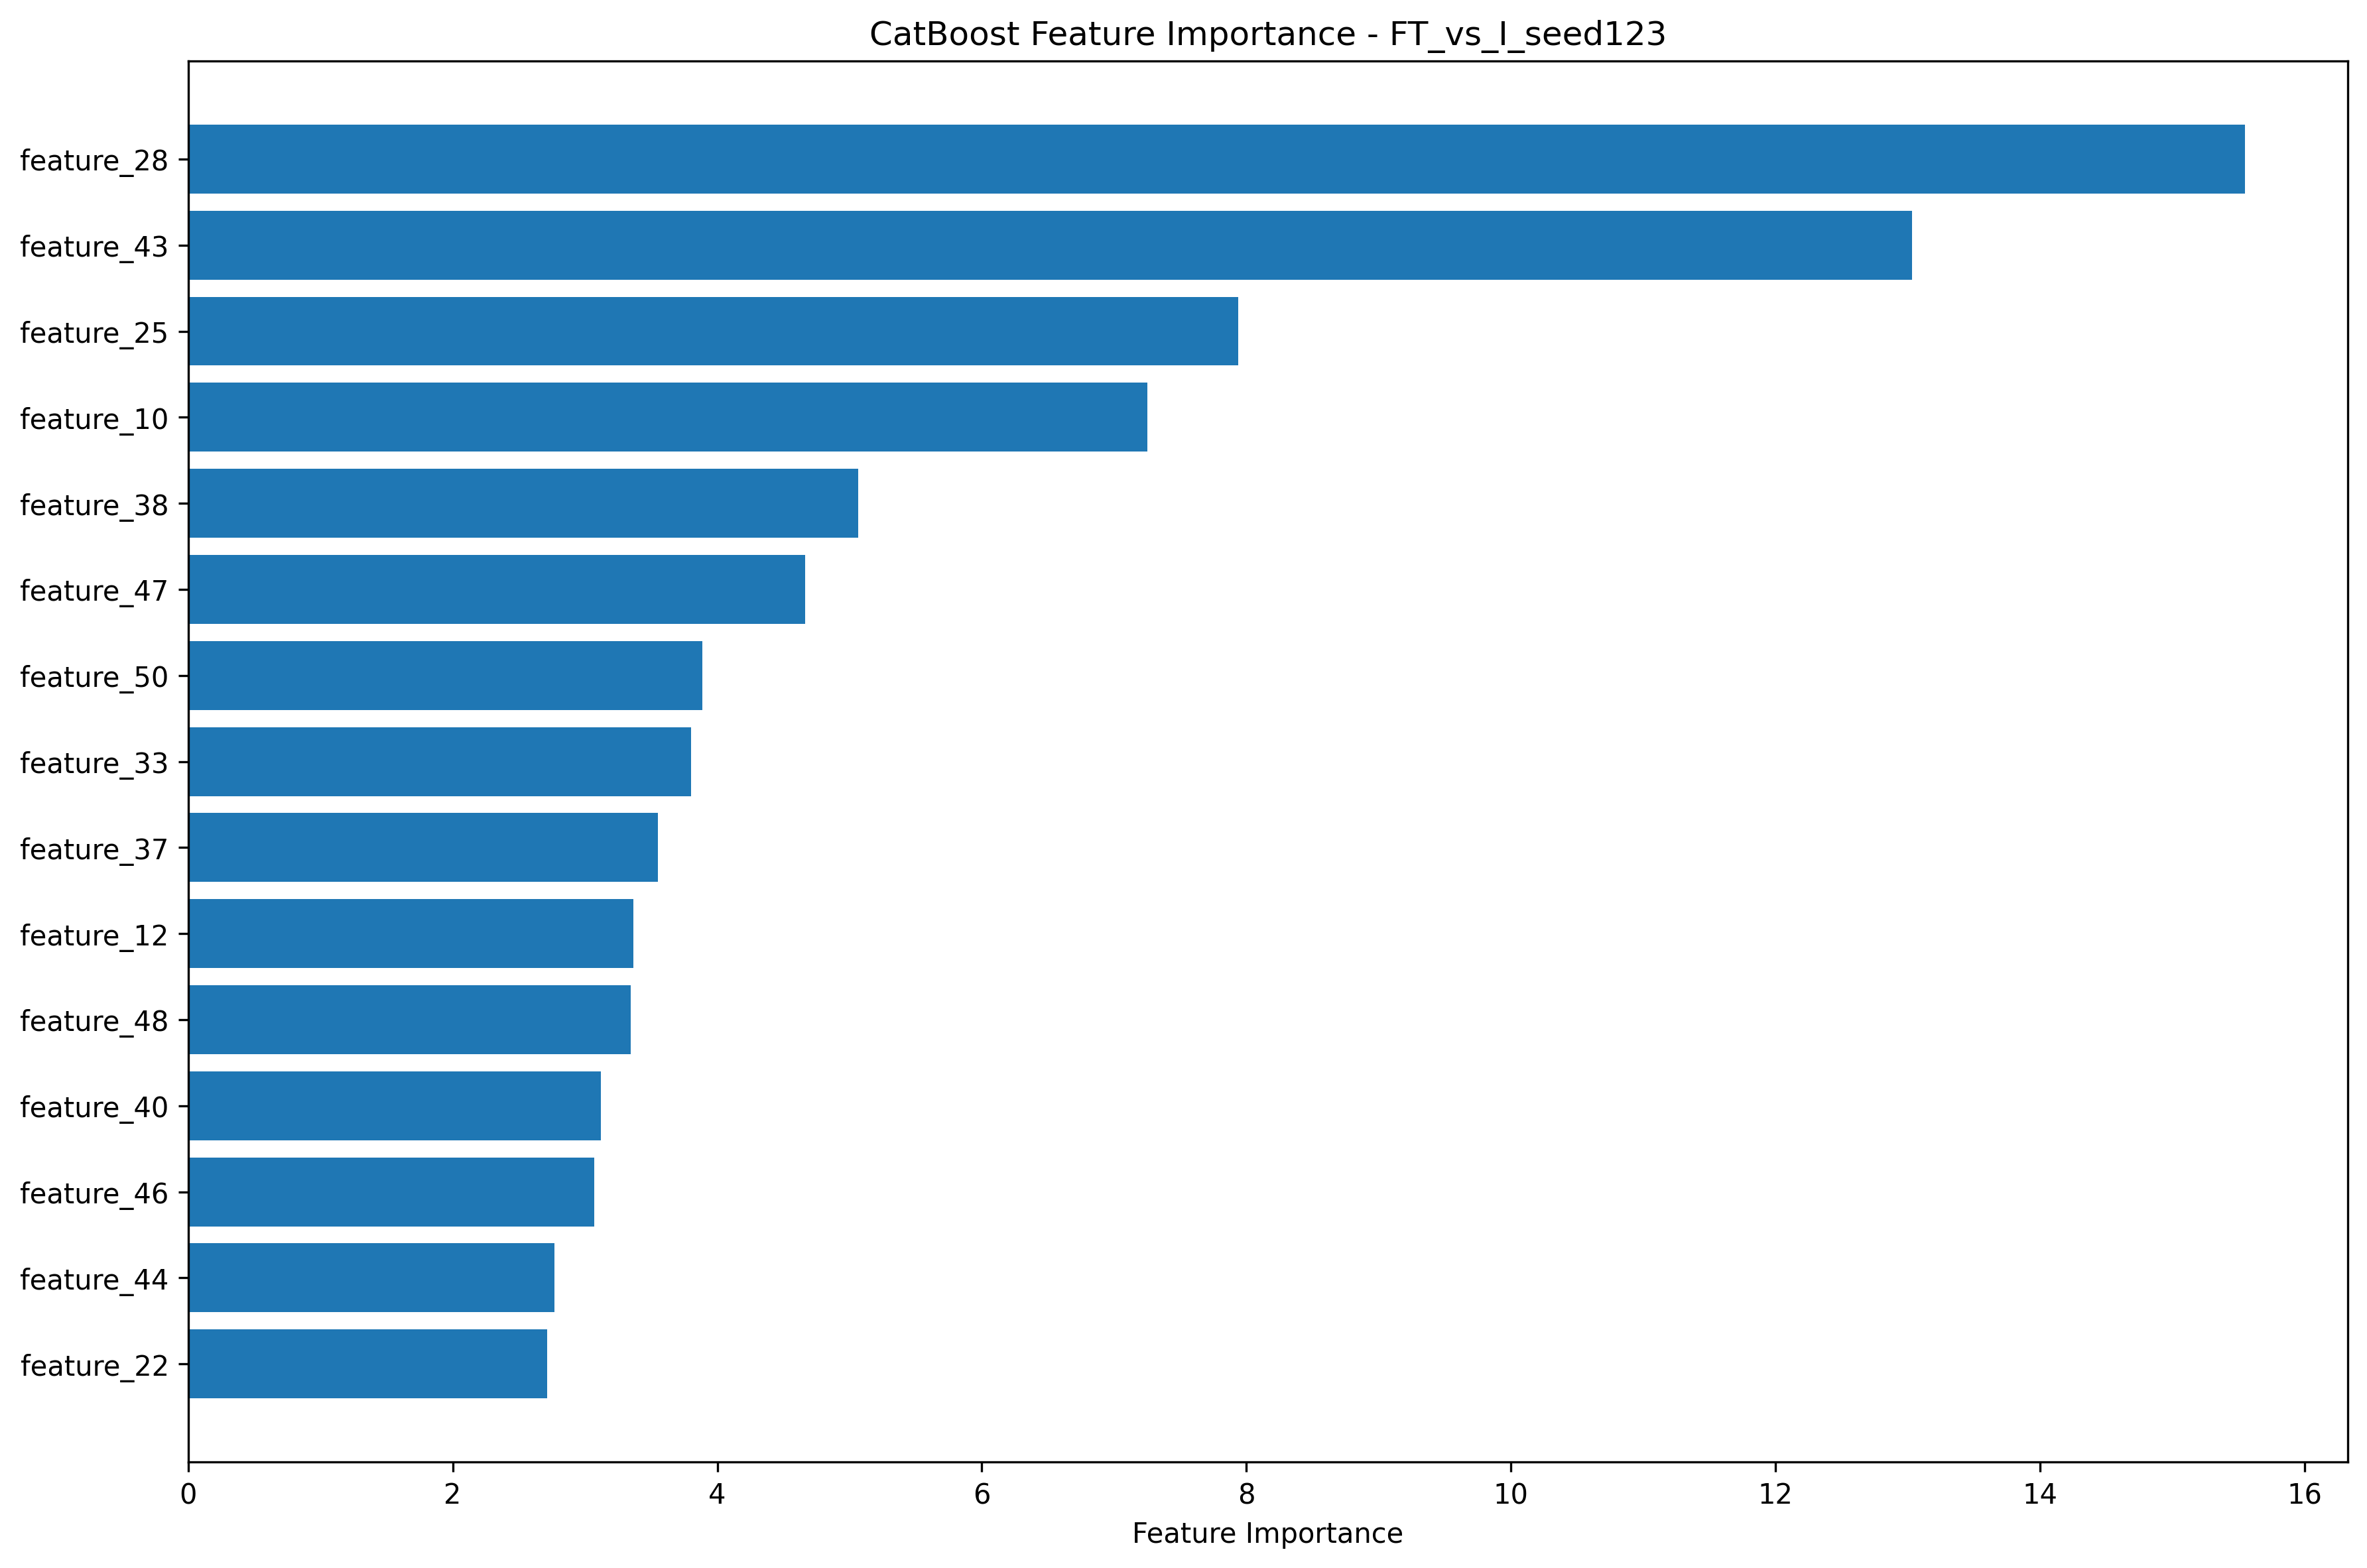 CatBoost Feature Importance - FT_vs_I_seed123
feature_28
feature_43
feature_25
feature_10
feature_38
feature_47
feature_50
feature_33
feature_37
feature_12
feature_48
feature_40
feature_46
feature_44
feature_22
0 2 4 6 8 10 12 14 16
Feature Importance